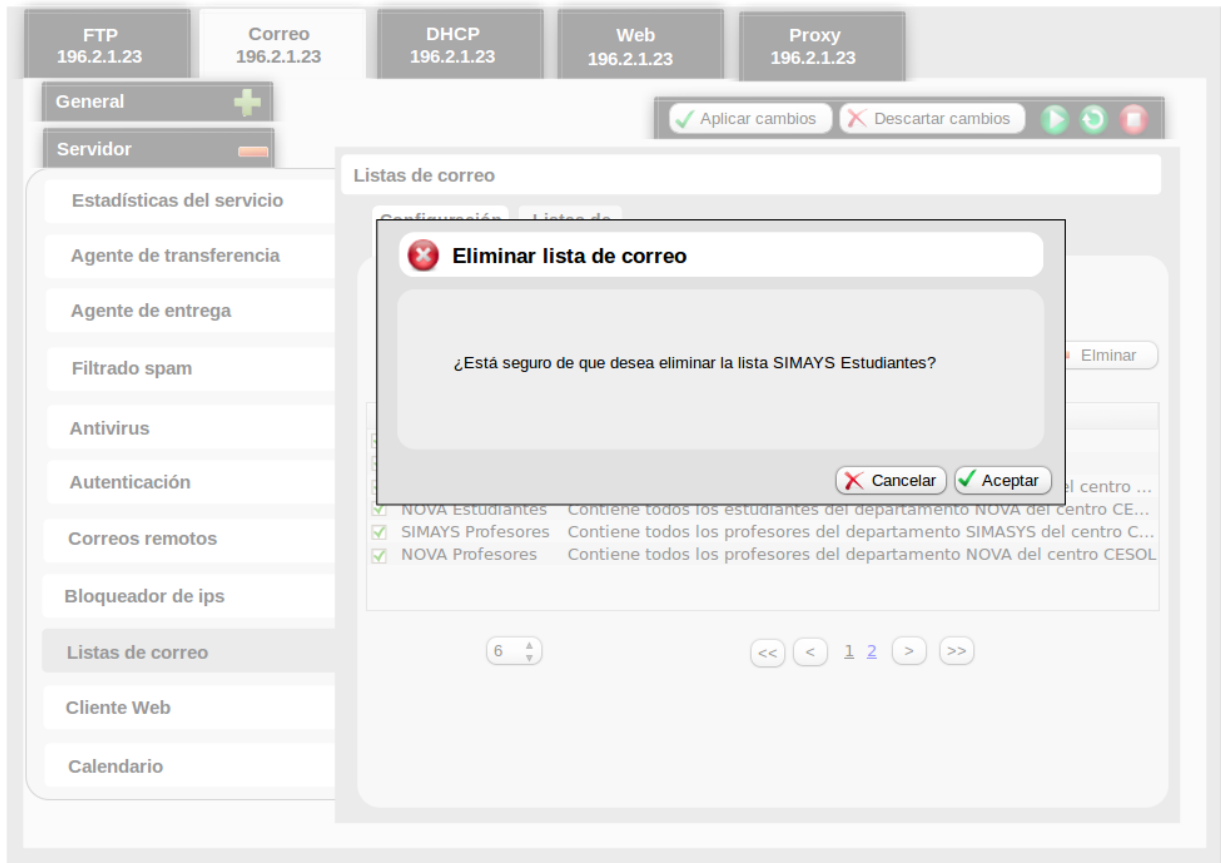 FTP
196.2.1.23
Correo
196.2.1.23
DHCP
196.2.1.23
Web
196.2.1.23
Proxy
196.2.1.23
General
Aplicar cambios
Descartar cambios
Servidor
Listas de correo
Estadísticas del servicio
Configuración
Listas de
Agente de transferencia
Eliminar lista de correo
Agente de entrega
¿Está seguro de que desea eliminar la lista SIMAYS Estudiantes?
Elminar
Filtrado spam
Antivirus
Autenticación
Cancelar
Aceptar
el centro ...
NOVA Estudiantes Contiene todos los estudiantes del departamento NOVA del centro CE...
SIMAYS Profesores Contiene todos los profesores del departamento SIMASYS del centro C...
NOVA Profesores Contiene todos los profesores del departamento NOVA del centro CESOL
Correos remotos
Bloqueador de ips
Listas de correo
6
<< < 1 2 > >>
Cliente Web
Calendario